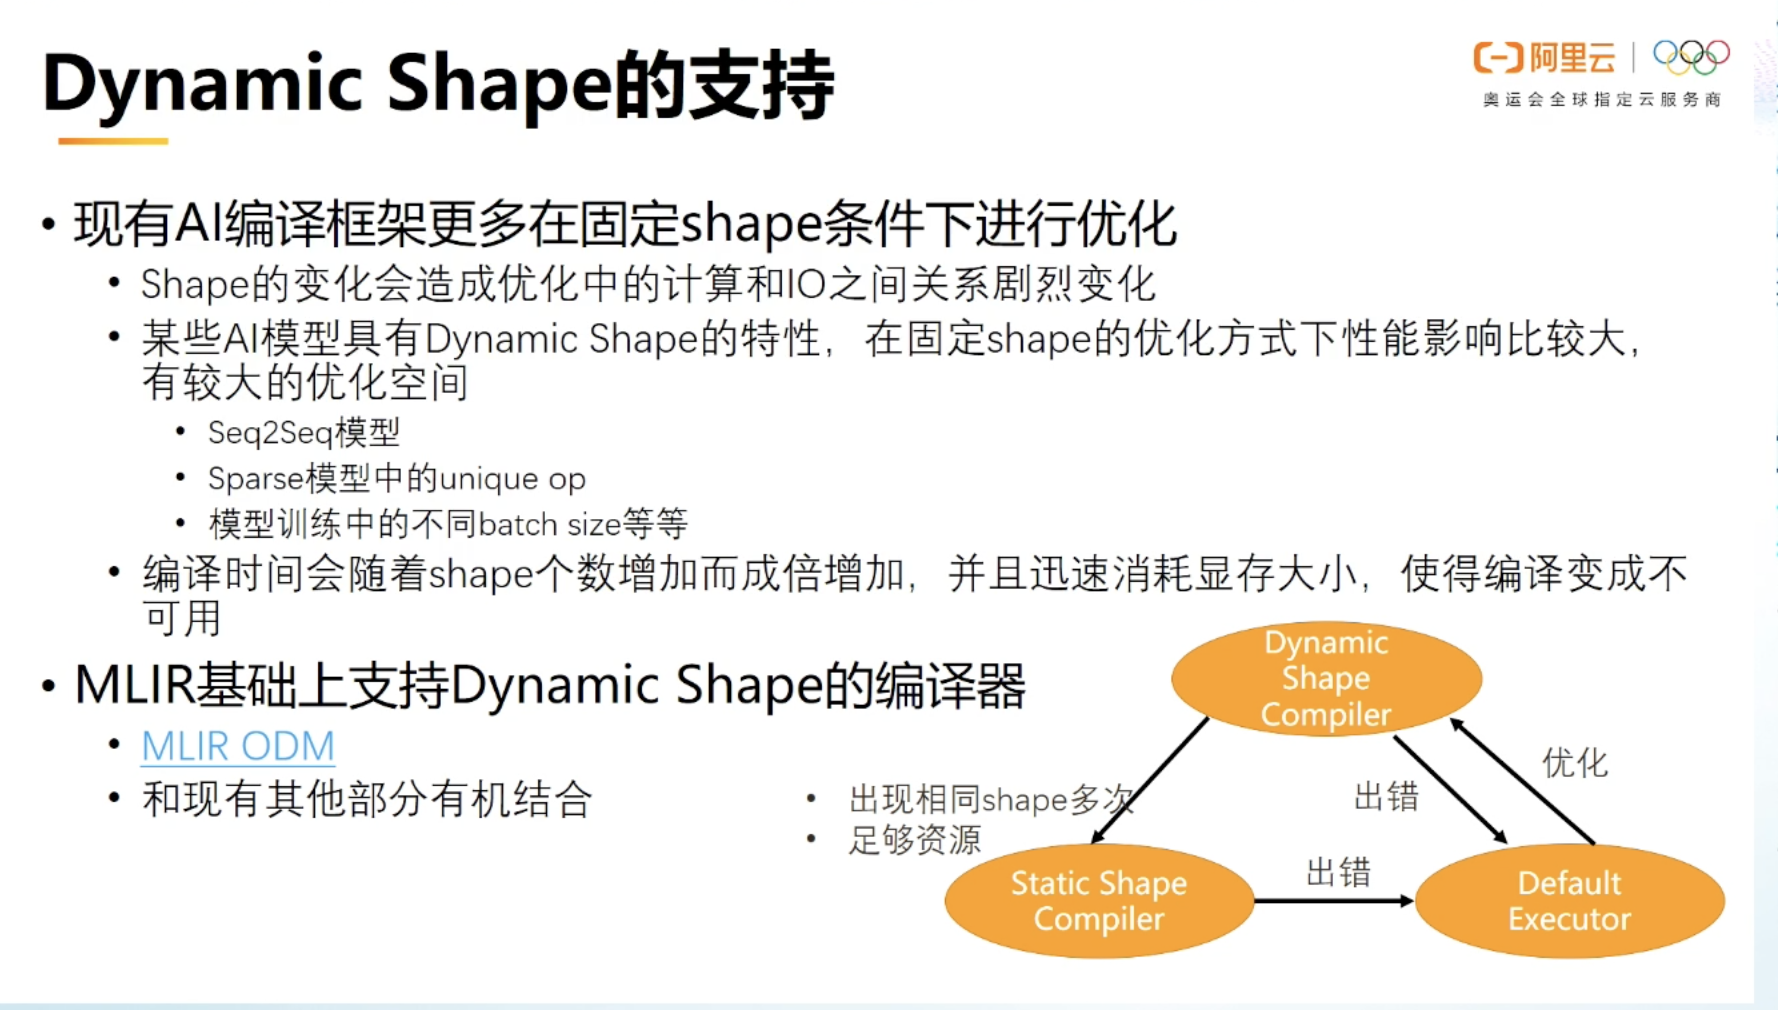 Dynamic Shape的支持
阿里云
奥运会全球指定云服务商
• 现有AI编译框架更多在固定shape条件下进行优化
• Shape的变化会造成优化中的计算和IO之间关系剧烈变化
• 某些AI模型具有Dynamic Shape的特性，在固定shape的优化方式下性能影响比较大，
有较大的优化空间
• Seq2Seq模型
• Sparse模型中的unique op
• 模型训练中的不同batch size等等
• 编译时间会随着shape个数增加而成倍增加，并且迅速消耗显存大小，使得编译变成不
可用
• MLIR基础上支持Dynamic Shape的编译器
• MLIR ODM
• 和现有其他部分有机结合
Dynamic
Shape
Compiler
优化
出错
• 出现相同shape多次
• 足够资源
出错
Static Shape
Compiler
Default
Executor